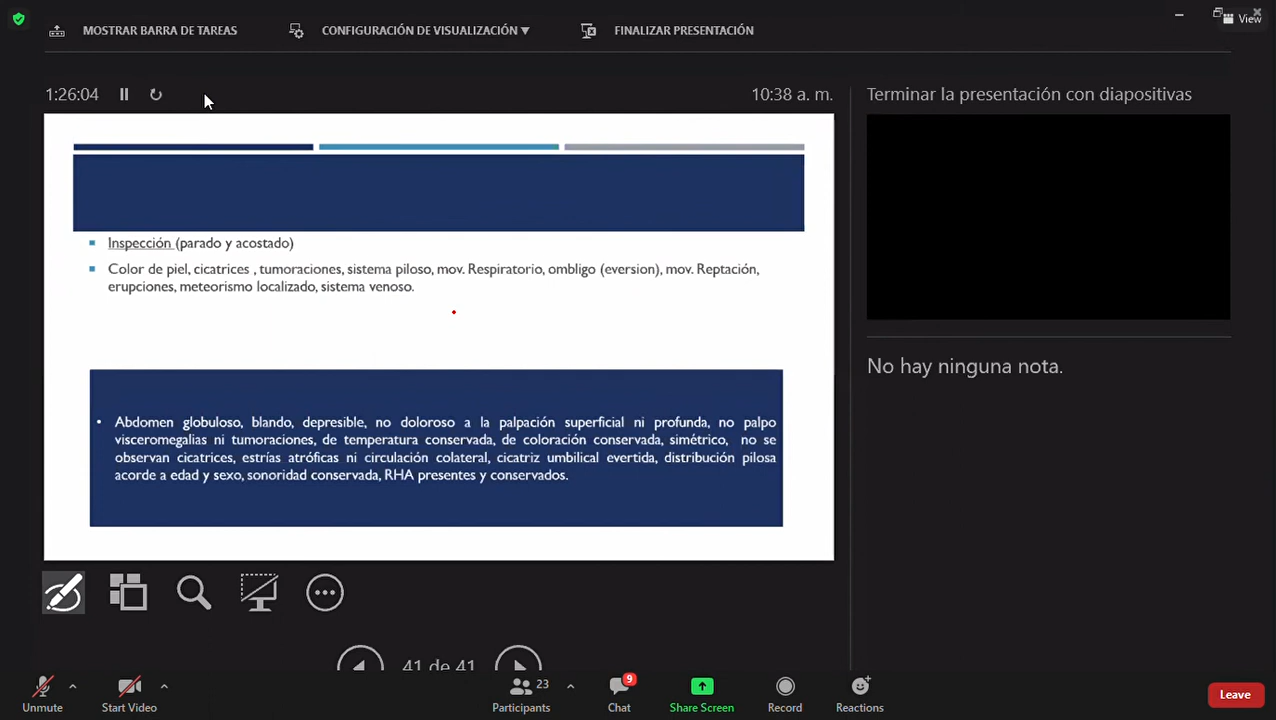 View
MOSTRAR BARRA DE TAREAS
CONFIGURACIÓN DE VISUALIZACIÓN ▼
FINALIZAR PRESENTACIÓN
1:26:04
10:38 a. m.
Terminar la presentación con diapositivas
Inspección (parado y acostado)
Color de piel, cicatrices , tumoraciones, sistema piloso, mov. Respiratorio, ombligo (eversion), mov. Reptación,
erupciones, meteorismo localizado, sistema venoso.
No hay ninguna nota.
• Abdomen globuloso, blando, depresible, no doloroso a la palpación superficial ni profunda, no palpo
visceromegalias ni tumoraciones, de temperatura conservada, de coloración conservada, simétrico, no se
observan cicatrices, estrías atróficas ni circulación colateral, cicatriz umbilical evertida, distribución pilosa
acorde a edad y sexo, sonoridad conservada, RHA presentes y conservados.
41 de 41
Unmute
Start Video
23
Participants
9
Chat
Share Screen
Record
Reactions
Leave